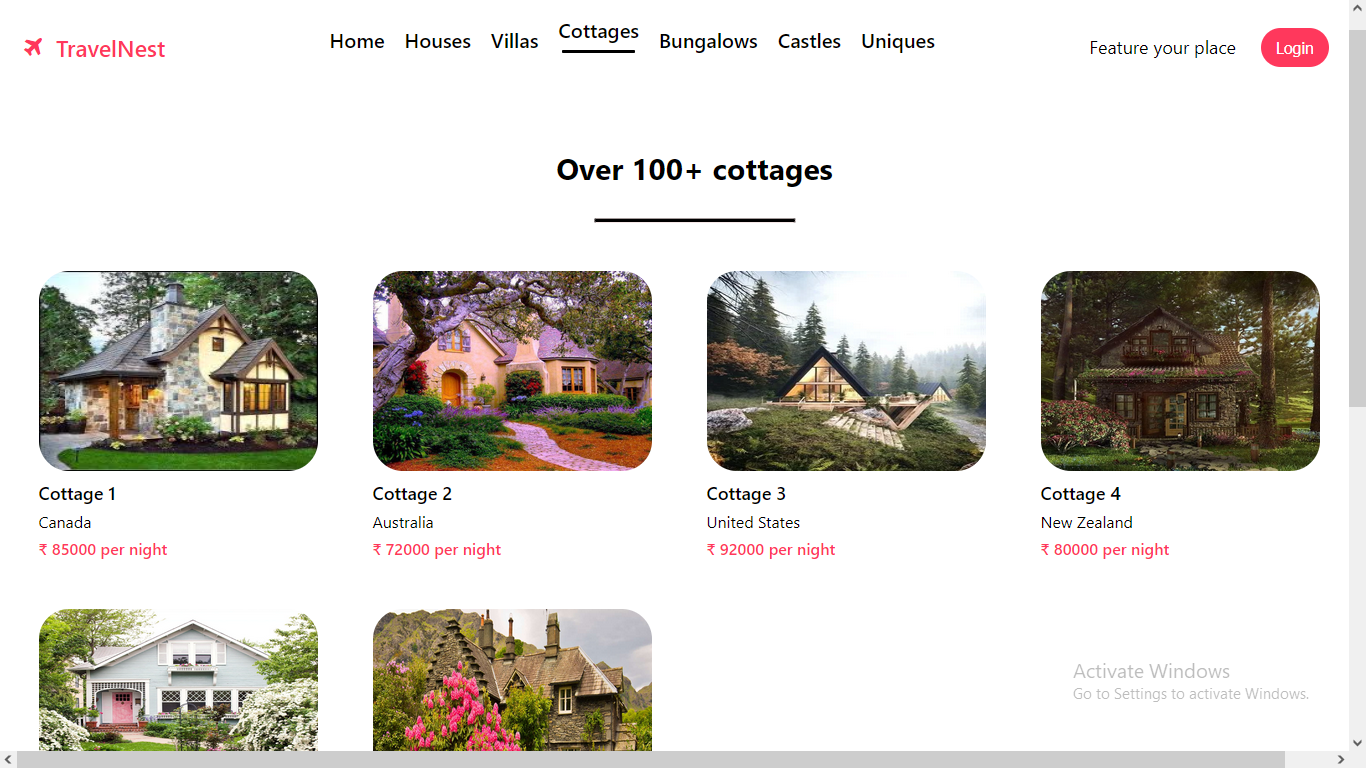 TravelNest
Home Houses Villas Cottages Bungalows Castles Uniques
Feature your place
Login
Over 100+ cottages
Cottage 1
Canada
₹ 85000 per night
Cottage 2
Australia
₹ 72000 per night
Cottage 3
United States
₹ 92000 per night
Cottage 4
New Zealand
₹ 80000 per night
Activate Windows
Go to Settings to activate Windows.